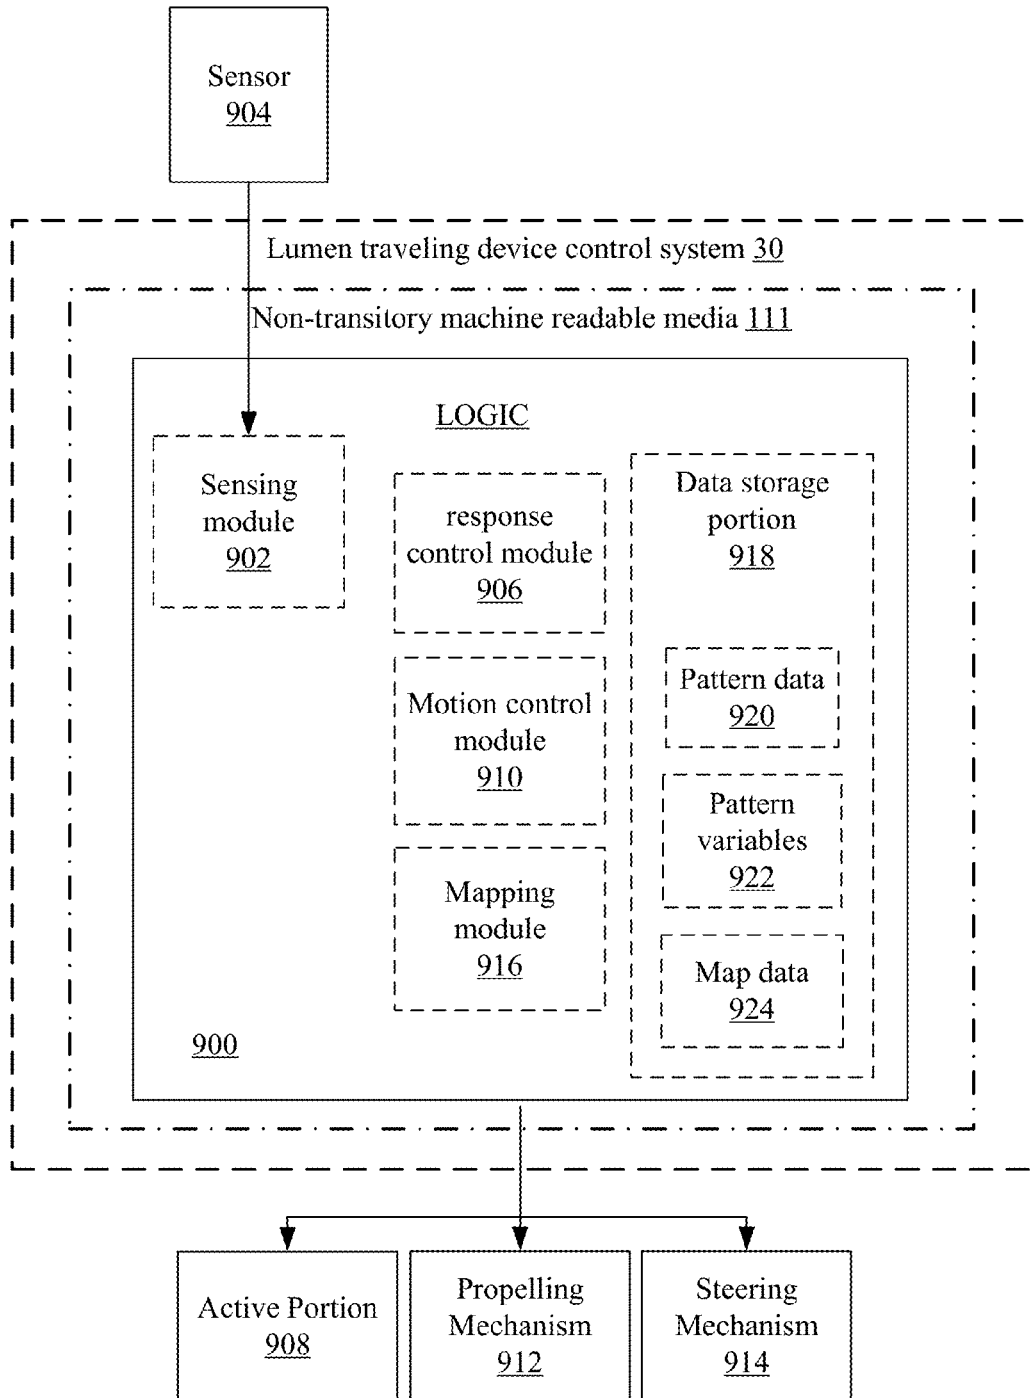 Sensor
904
Lumen traveling device control system 30
Non-transitory machine readable media 111
LOGIC
Sensing
module
902
response
control module
906
Motion control
module
910
Mapping
module
916
Data storage
portion
918
Pattern data
920
Pattern
variables
922
Map data
924
900
Active Portion
908
Propelling
Mechanism
912
Steering
Mechanism
914